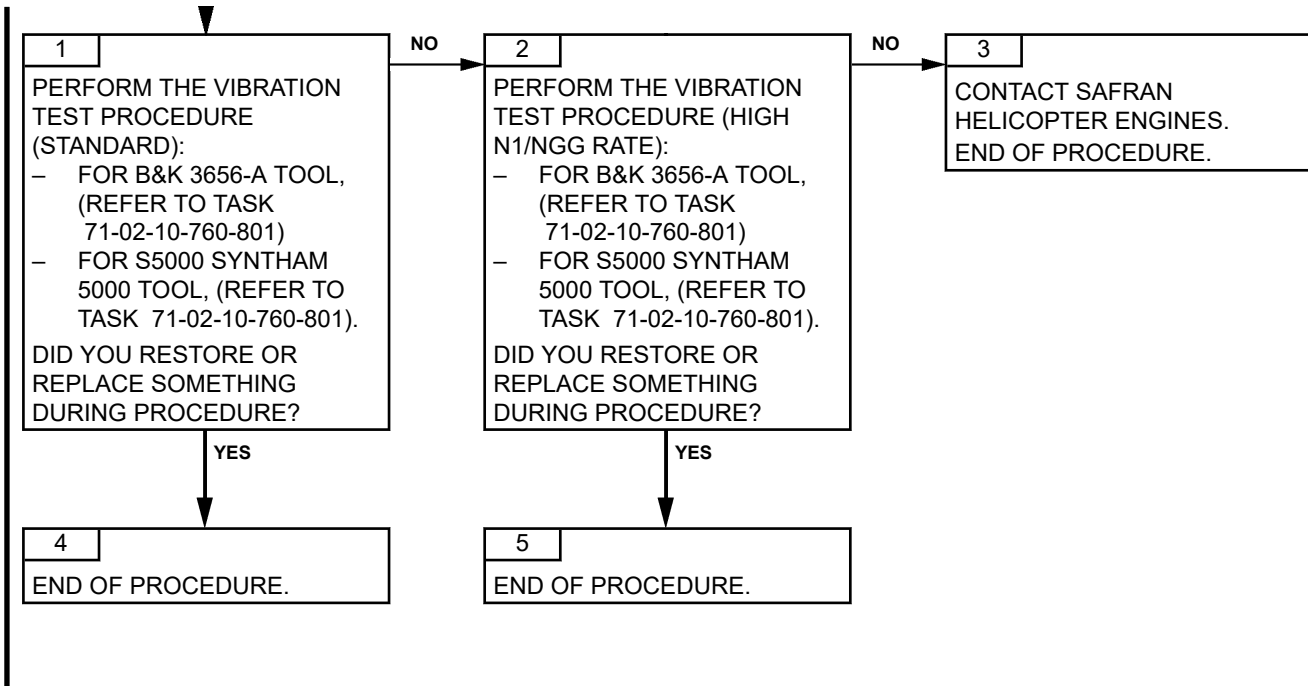 1
PERFORM THE VIBRATION
TEST PROCEDURE
(STANDARD):
– FOR B&K 3656-A TOOL,
(REFER TO TASK
71-02-10-760-801)
– FOR S5000 SYNTHAM
5000 TOOL, (REFER TO
TASK 71-02-10-760-801).
DID YOU RESTORE OR
REPLACE SOMETHING
DURING PROCEDURE?
NO
2
PERFORM THE VIBRATION
TEST PROCEDURE (HIGH
N1/NGG RATE):
– FOR B&K 3656-A TOOL,
(REFER TO TASK
71-02-10-760-801)
– FOR S5000 SYNTHAM
5000 TOOL, (REFER TO
TASK 71-02-10-760-801).
DID YOU RESTORE OR
REPLACE SOMETHING
DURING PROCEDURE?
NO
3
CONTACT SAFRAN
HELICOPTER ENGINES.
END OF PROCEDURE.
YES
4
END OF PROCEDURE.
YES
5
END OF PROCEDURE.